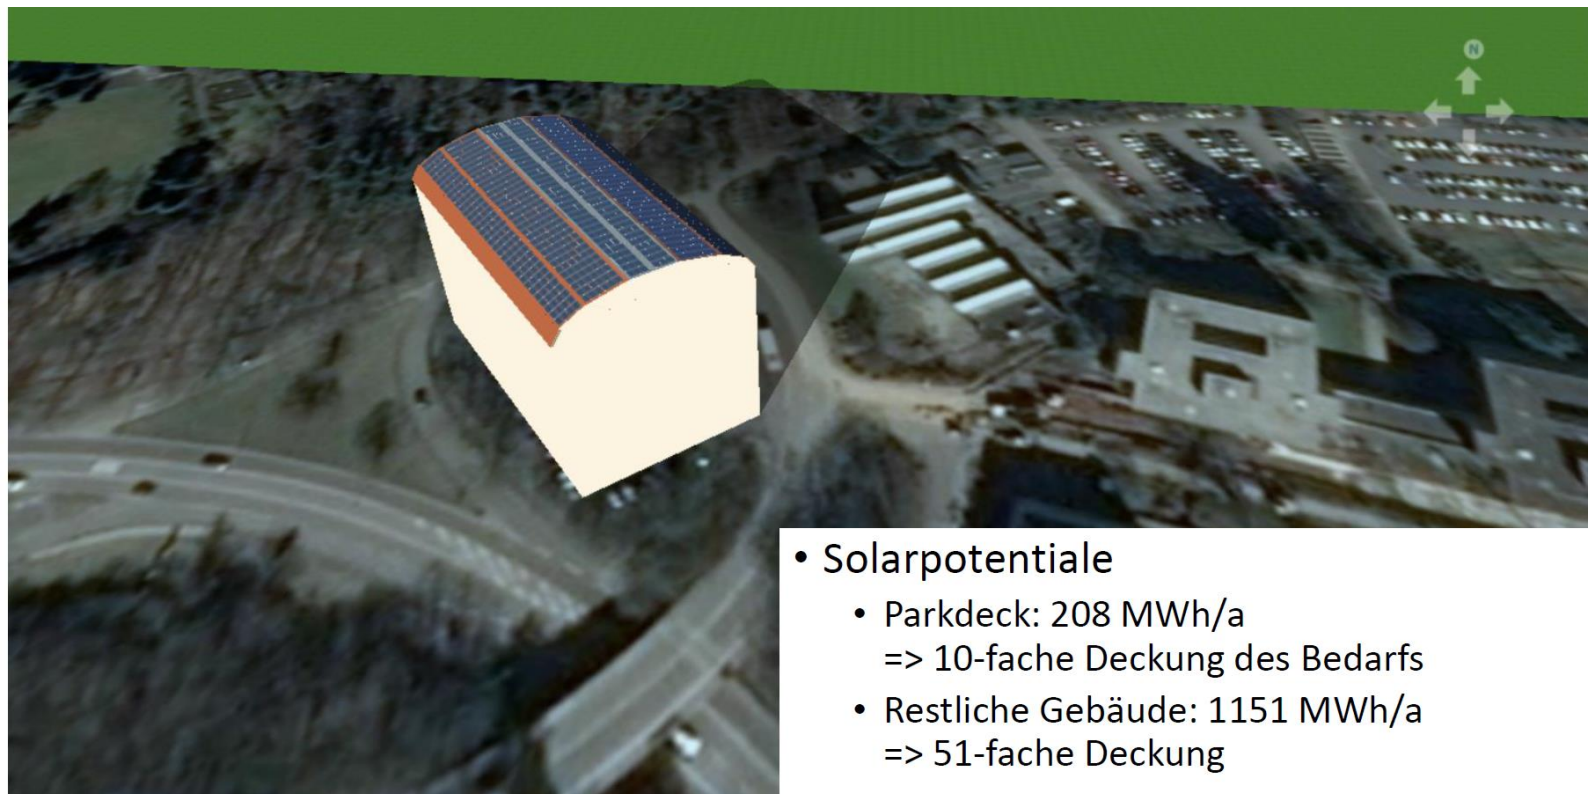 N
• Solarpotentiale
• Parkdeck: 208 MWh/a
=> 10-fache Deckung des Bedarfs
• Restliche Gebäude: 1151 MWh/a
=> 51-fache Deckung